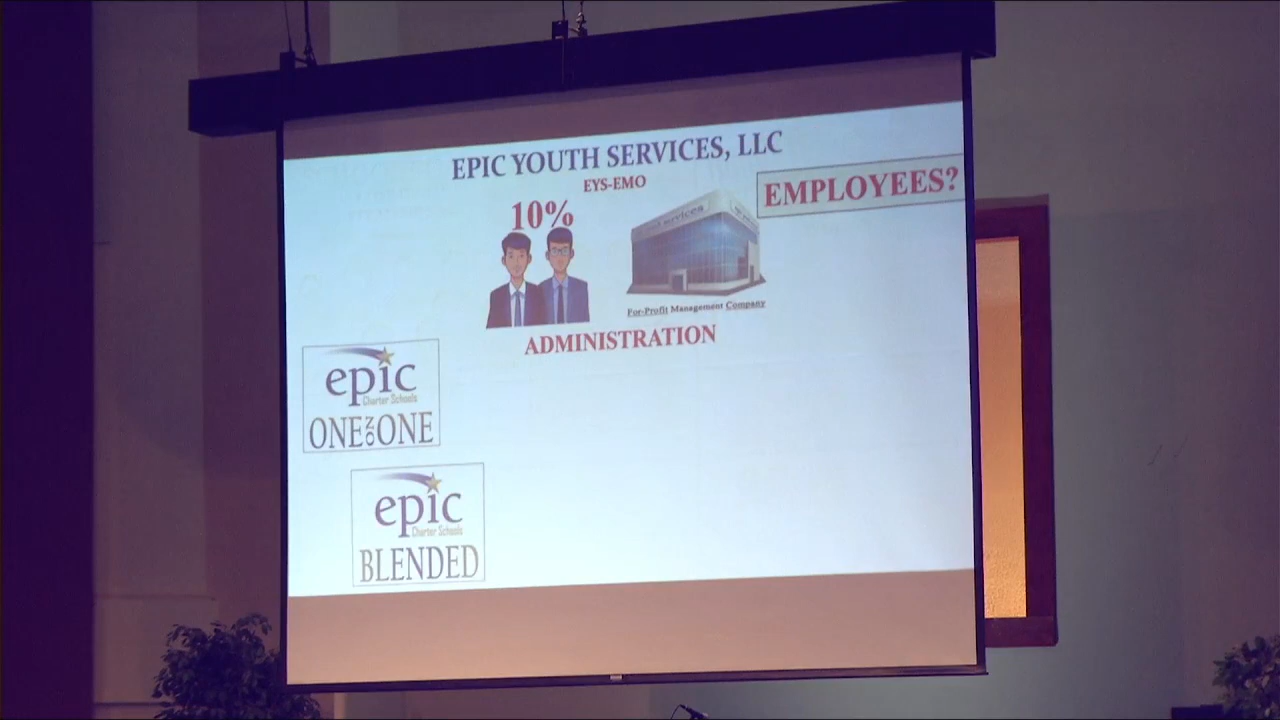 EPIC YOUTH SERVICES, LLC
EYS-EMO
EMPLOYEES?
10%
services
For-Profit Management Company
ADMINISTRATION
epic
Charter Schools
ONE ON ONE
epic
Charter Schools
BLENDED